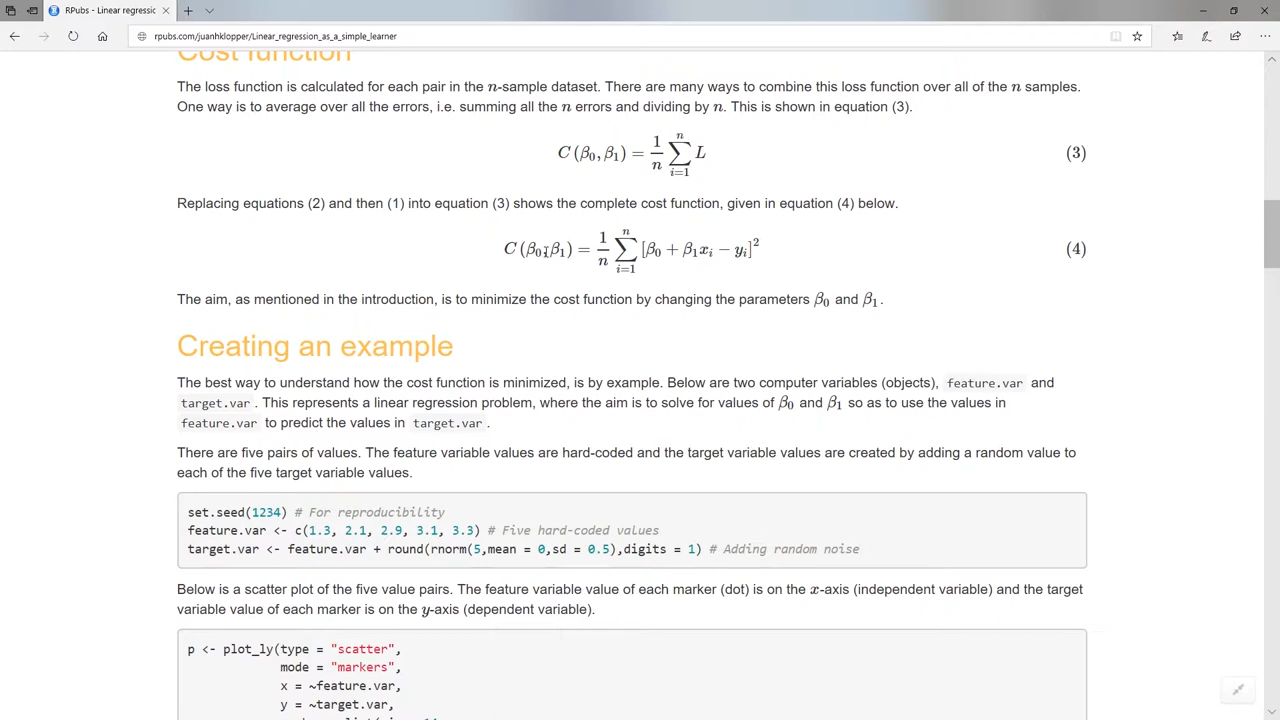 RPubs - Linear regressic
rpubs.com/juanhklopper/Linear_regression_as_a_simple_learner
Cost function
The loss function is calculated for each pair in the n-sample dataset. There are many ways to combine this loss function over all of the n samples.
One way is to average over all the errors, i.e. summing all the n errors and dividing by n. This is shown in equation (3).
C (β₀, β₁) = 1/n ∑ᵢ₌₁ⁿ L (3)
Replacing equations (2) and then (1) into equation (3) shows the complete cost function, given in equation (4) below.
C (β₀, β₁) = 1/n ∑ᵢ₌₁ⁿ [β₀ + β₁xᵢ − yᵢ]² (4)
The aim, as mentioned in the introduction, is to minimize the cost function by changing the parameters β₀ and β₁.
Creating an example
The best way to understand how the cost function is minimized, is by example. Below are two computer variables (objects), feature.var and
target.var . This represents a linear regression problem, where the aim is to solve for values of β₀ and β₁ so as to use the values in
feature.var to predict the values in target.var .
There are five pairs of values. The feature variable values are hard-coded and the target variable values are created by adding a random value to
each of the five target variable values.
set.seed(1234) # For reproducibility
feature.var <- c(1.3, 2.1, 2.9, 3.1, 3.3) # Five hard-coded values
target.var <- feature.var + round(rnorm(5,mean = 0,sd = 0.5),digits = 1) # Adding random noise
Below is a scatter plot of the five value pairs. The feature variable value of each marker (dot) is on the x-axis (independent variable) and the target
variable value of each marker is on the y-axis (dependent variable).
p <- plot_ly(type = "scatter",
mode = "markers",
x = ~feature.var,
y = ~target.var,